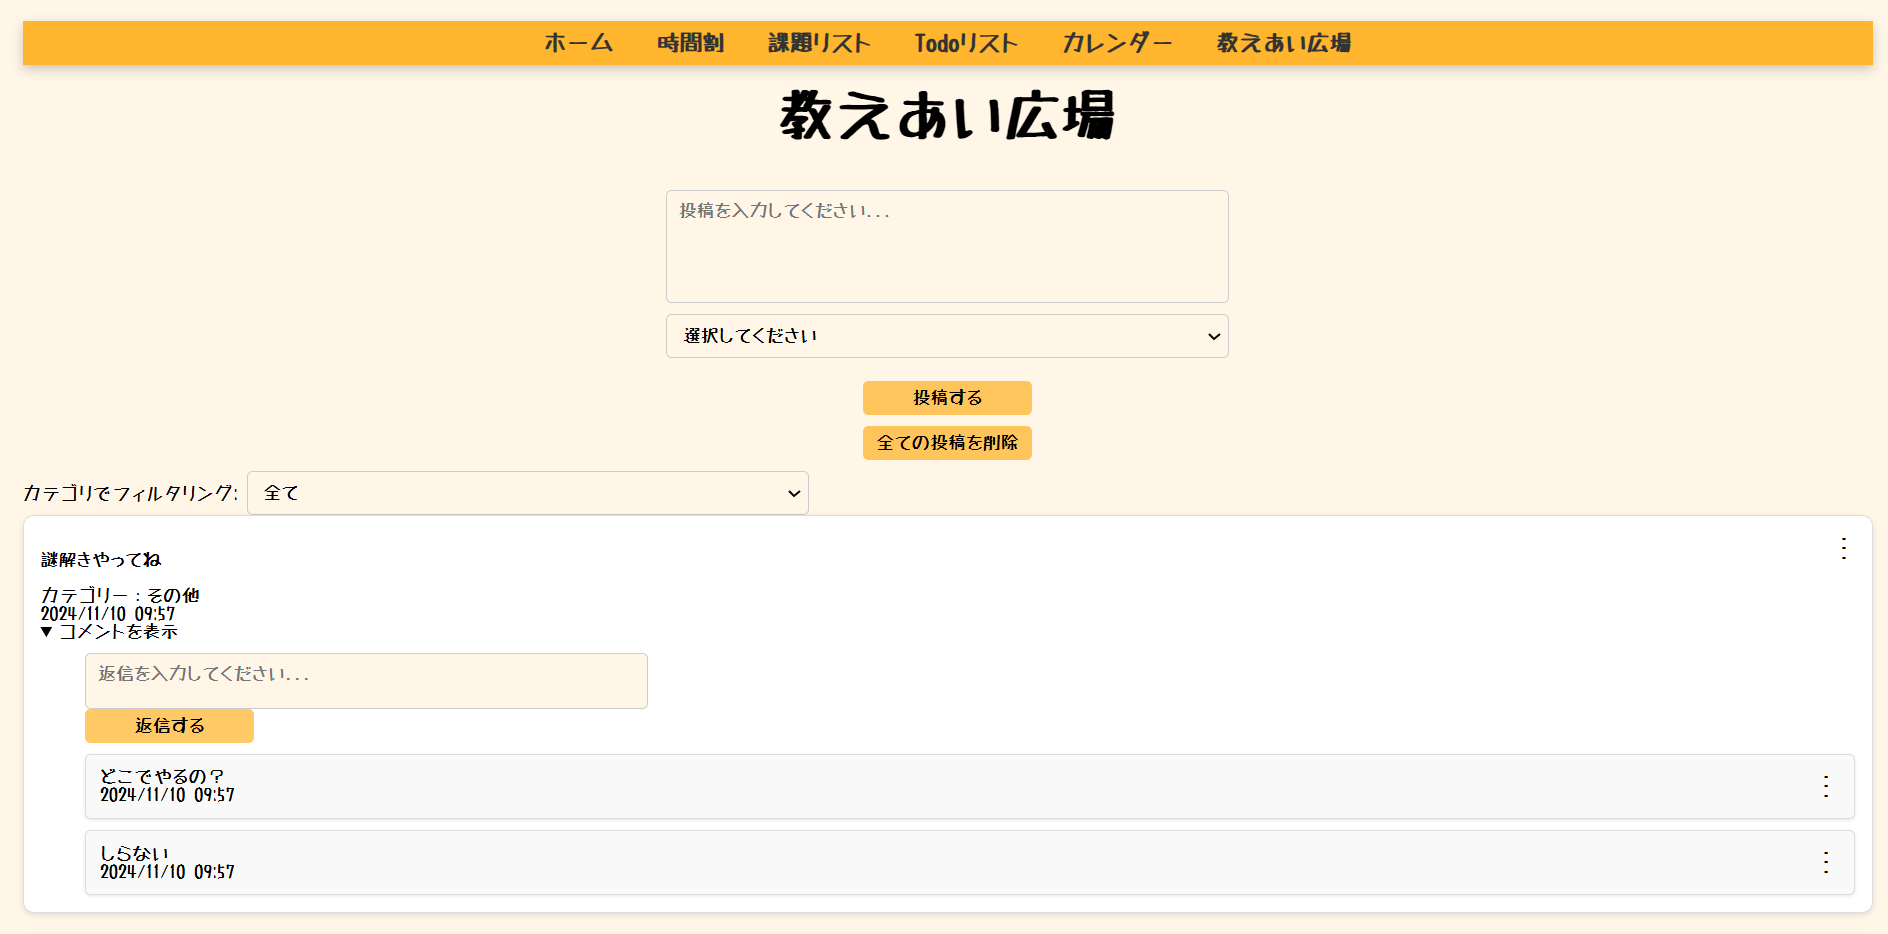 ホーム 時間割 課題リスト Todoリスト カレンダー 教えあい広場
教えあい広場
投稿を入力してください...
選択してください
投稿する
全ての投稿を削除
カテゴリでフィルタリング: 全て
謎解きやってね
カテゴリー：その他
2024/11/10 09:57
▼ コメントを表示
返信を入力してください...
返信する
どこでやるの？
2024/11/10 09:57
しらない
2024/11/10 09:57